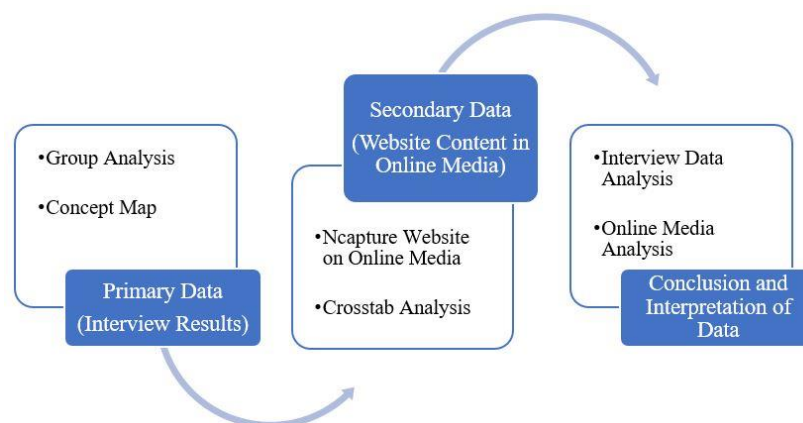 •Group Analysis
•Concept Map
Primary Data
(Interview Results)
Secondary Data
(Website Content in
Online Media)
•Ncapture Website
on Online Media
•Crosstab Analysis
•Interview Data
Analysis
•Online Media
Analysis
Conclusion and
Interpretation of
Data